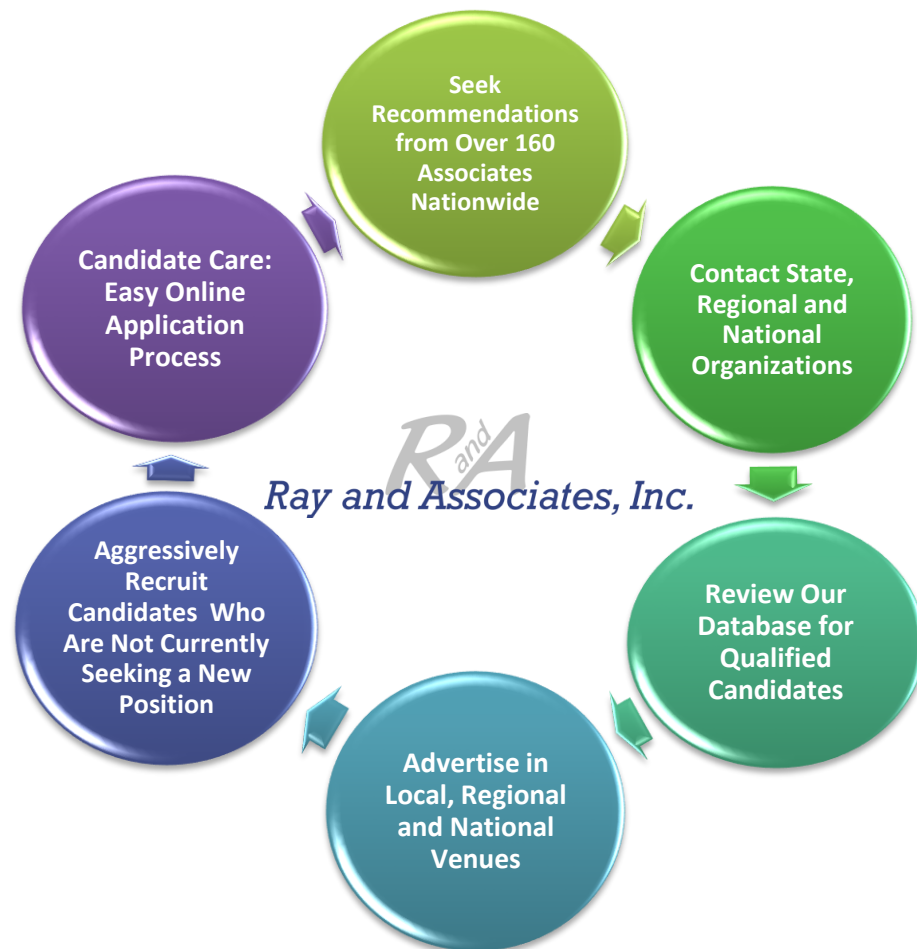 Seek
Recommendations
from Over 160
Associates
Nationwide
Contact State,
Regional and
National
Organizations
Review Our
Database for
Qualified
Candidates
Advertise in
Local, Regional
and National
Venues
Aggressively
Recruit
Candidates Who
Are Not Currently
Seeking a New
Position
Candidate Care:
Easy Online
Application
Process
R and A
Ray and Associates, Inc.